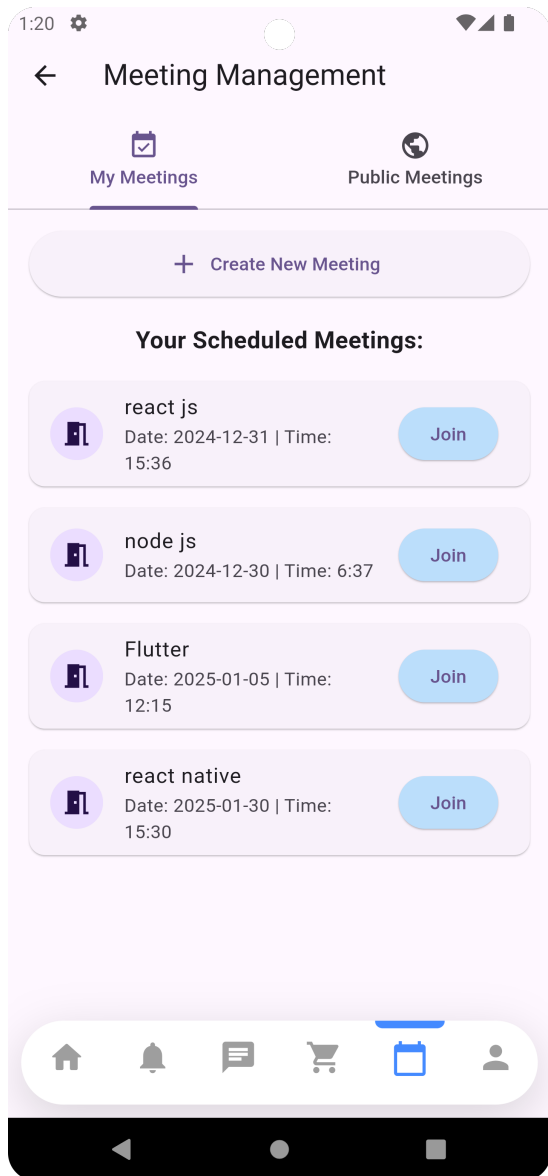 1:20
Meeting Management
My Meetings
Public Meetings
Create New Meeting
Your Scheduled Meetings:
react js
Date: 2024-12-31 | Time:
15:36
Join
node js
Date: 2024-12-30 | Time: 6:37
Join
Flutter
Date: 2025-01-05 | Time:
12:15
Join
react native
Date: 2025-01-30 | Time:
15:30
Join